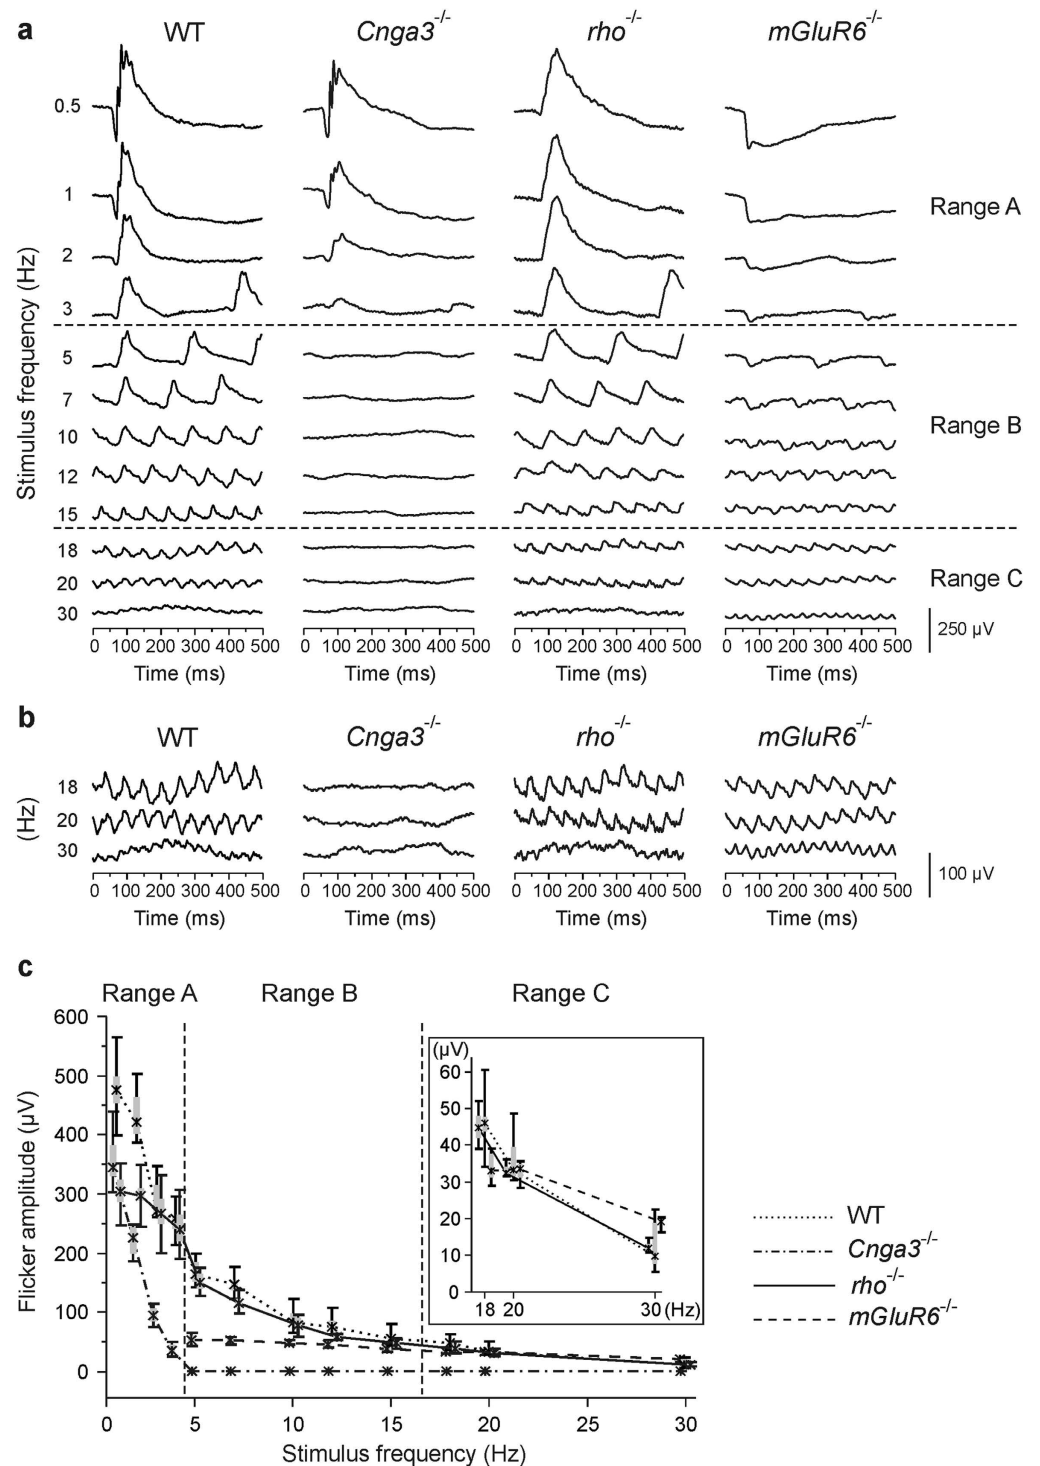 a
WT Cnga3-/- rho-/- mGluR6-/-
Stimulus frequency (Hz)
0.5
1
Range A
2
3
5
7
Range B
10
12
15
18
20
Range C
30
250 µV
0 100 200 300 400 500 0 100 200 300 400 500 0 100 200 300 400 500 0 100 200 300 400 500
Time (ms) Time (ms) Time (ms) Time (ms)
b
WT Cnga3-/- rho-/- mGluR6-/-
(Hz)
18
20
30
100 µV
0 100 200 300 400 500 0 100 200 300 400 500 0 100 200 300 400 500 0 100 200 300 400 500
Time (ms) Time (ms) Time (ms) Time (ms)
c
Range A Range B Range C
Flicker amplitude (µV)
600
500
400
300
200
100
0
0 5 10 15 20 25 30
Stimulus frequency (Hz)
(µV)
60
50
40
30
20
10
0
18 20 30 (Hz)
WT
Cnga3-/-
rho-/-
mGluR6-/-